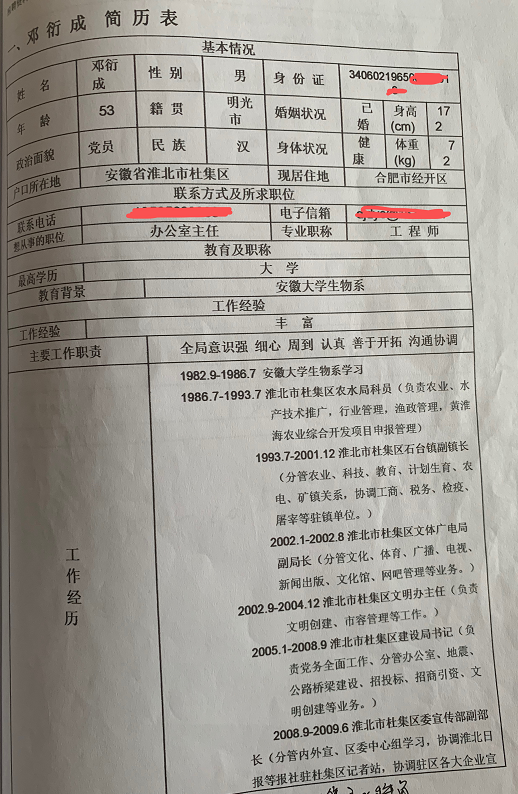 一、邓衍成 简历表
基本情况
姓 名 邓衍成 性 别 男 身 份 证 3406021965
年 龄 53 籍 贯 明光市 婚姻状况 已婚 身高(cm) 172
政治面貌 党员 民 族 汉 身体状况 健康 体重(kg) 72
户口所在地 安徽省淮北市杜集区 现居住地 合肥市经开区
联系方式及所求职位
联系电话 电子信箱
想从事的职位 办公室主任 专业职称 工 程 师
教育及职称
最高学历 大 学
教育背景 安徽大学生物系
工作经验
工作经验 丰 富
主要工作职责 全局意识强 细心 周到 认真 善于开拓 沟通协调
工作经历
1982.9-1986.7 安徽大学生物系学习
1986.7-1993.7 淮北市杜集区农水局科员（负责农业、水
产技术推广，行业管理，渔政管理，黄淮
海农业综合开发项目申报管理）
1993.7-2001.12 淮北市杜集区石台镇副镇长
（分管农业、科技、教育、计划生育、农
电、矿镇关系，协调工商、税务、检疫、
屠宰等驻镇单位。）
2002.1-2002.8 淮北市杜集区文体广电局
副局长（分管文化、体育、广播、电视、
新闻出版、文化馆、网吧管理等业务。）
2002.9-2004.12 淮北市杜集区文明办主任（负责
文明创建、市容管理等工作。）
2005.1-2008.9 淮北市杜集区建设局书记（负
责党务全面工作、分管办公室、地震、
公路桥梁建设、招投标、招商引资、文
明创建等业务。）
2008.9-2009.6 淮北市杜集区委宣传部副部
长（分管内外宣、区委中心组学习，协调淮北日
报等报社驻杜集区记者站，协调驻区各大企业宣